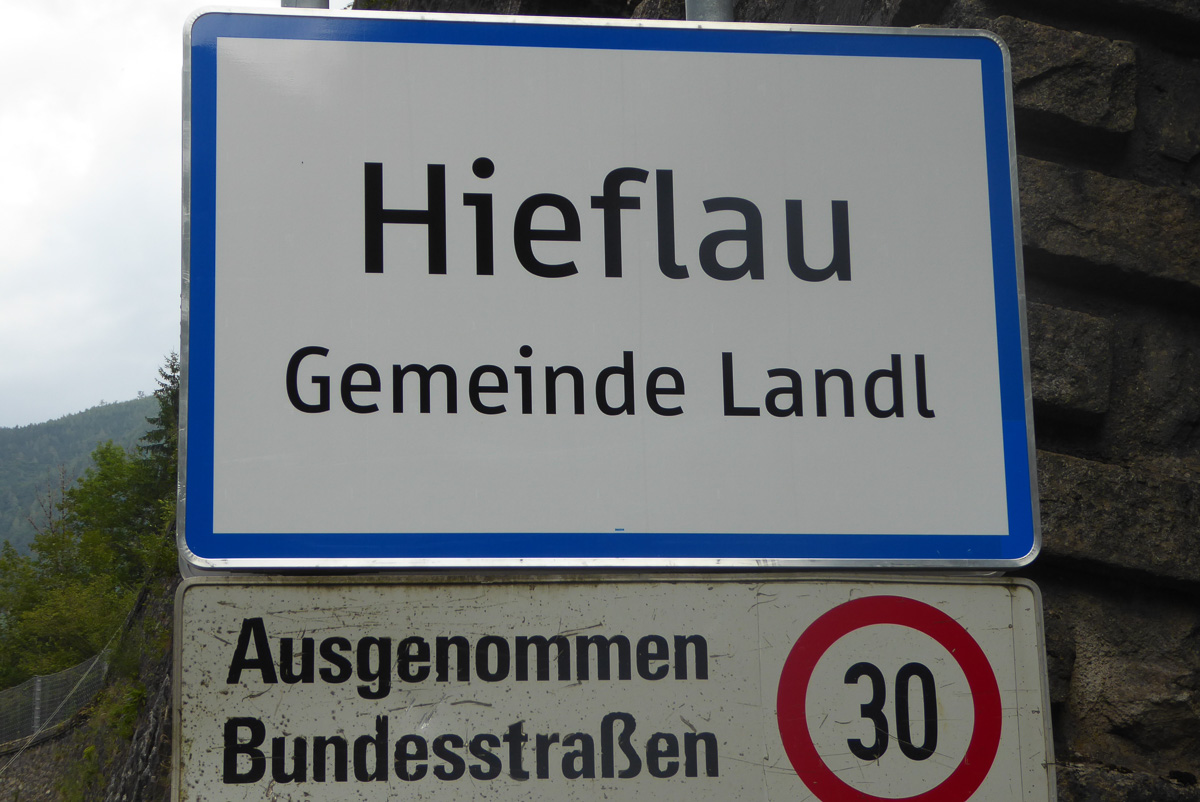 Hieflau
Gemeinde Landl
Ausgenommen
Bundesstraßen
30